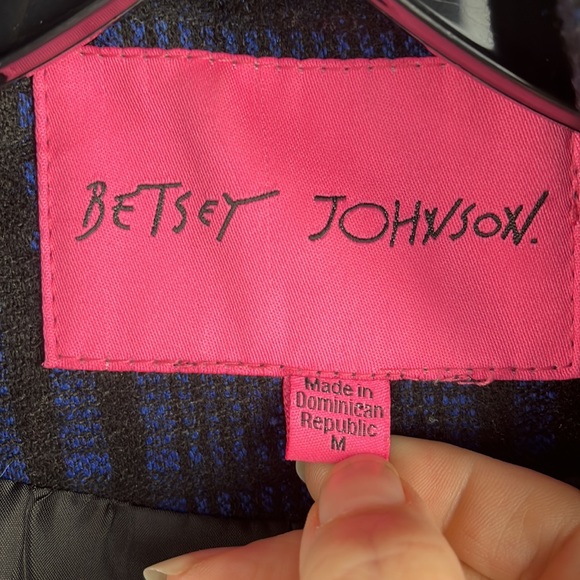 BETSEY JOHNSON.
Made in
Dominican
Republic
M